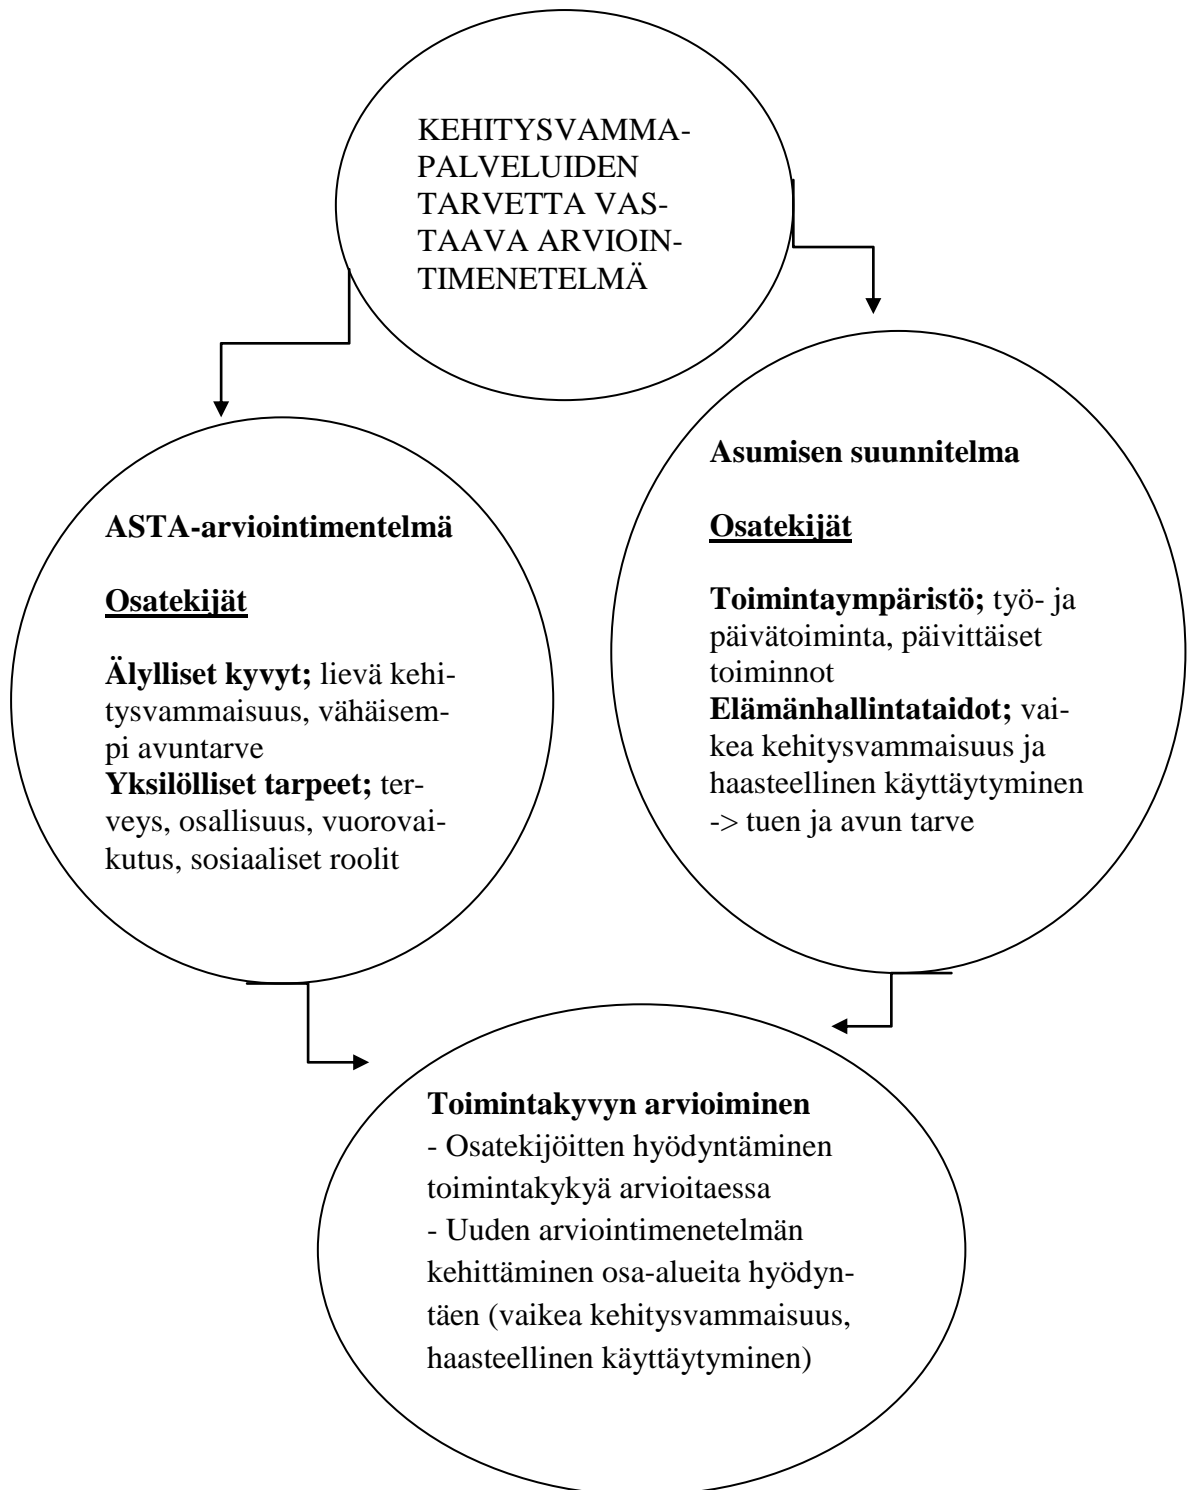 KEHITYSVAMMA-
PALVELUIDEN
TARVETTA VAS-
TAAVA ARVIOIN-
TIMENETELMÄ
ASTA-arviointimentelmä
Osatekijät
Älylliset kyvyt; lievä kehi-
tysvammaisuus, vähäisem-
pi avuntarve
Yksilölliset tarpeet; ter-
veys, osallisuus, vuorovai-
kutus, sosiaaliset roolit
Asumisen suunnitelma
Osatekijät
Toimintaympäristö; työ- ja
päivätoiminta, päivittäiset
toiminnot
Elämänhallintataidot; vai-
kea kehitysvammaisuus ja
haasteellinen käyttäytyminen
-> tuen ja avun tarve
Toimintakyvyn arvioiminen
- Osatekijöitten hyödyntäminen
toimintakykyä arvioitaessa
- Uuden arviointimenetelmän
kehittäminen osa-alueita hyödyn-
täen (vaikea kehitysvammaisuus,
haasteellinen käyttäytyminen)